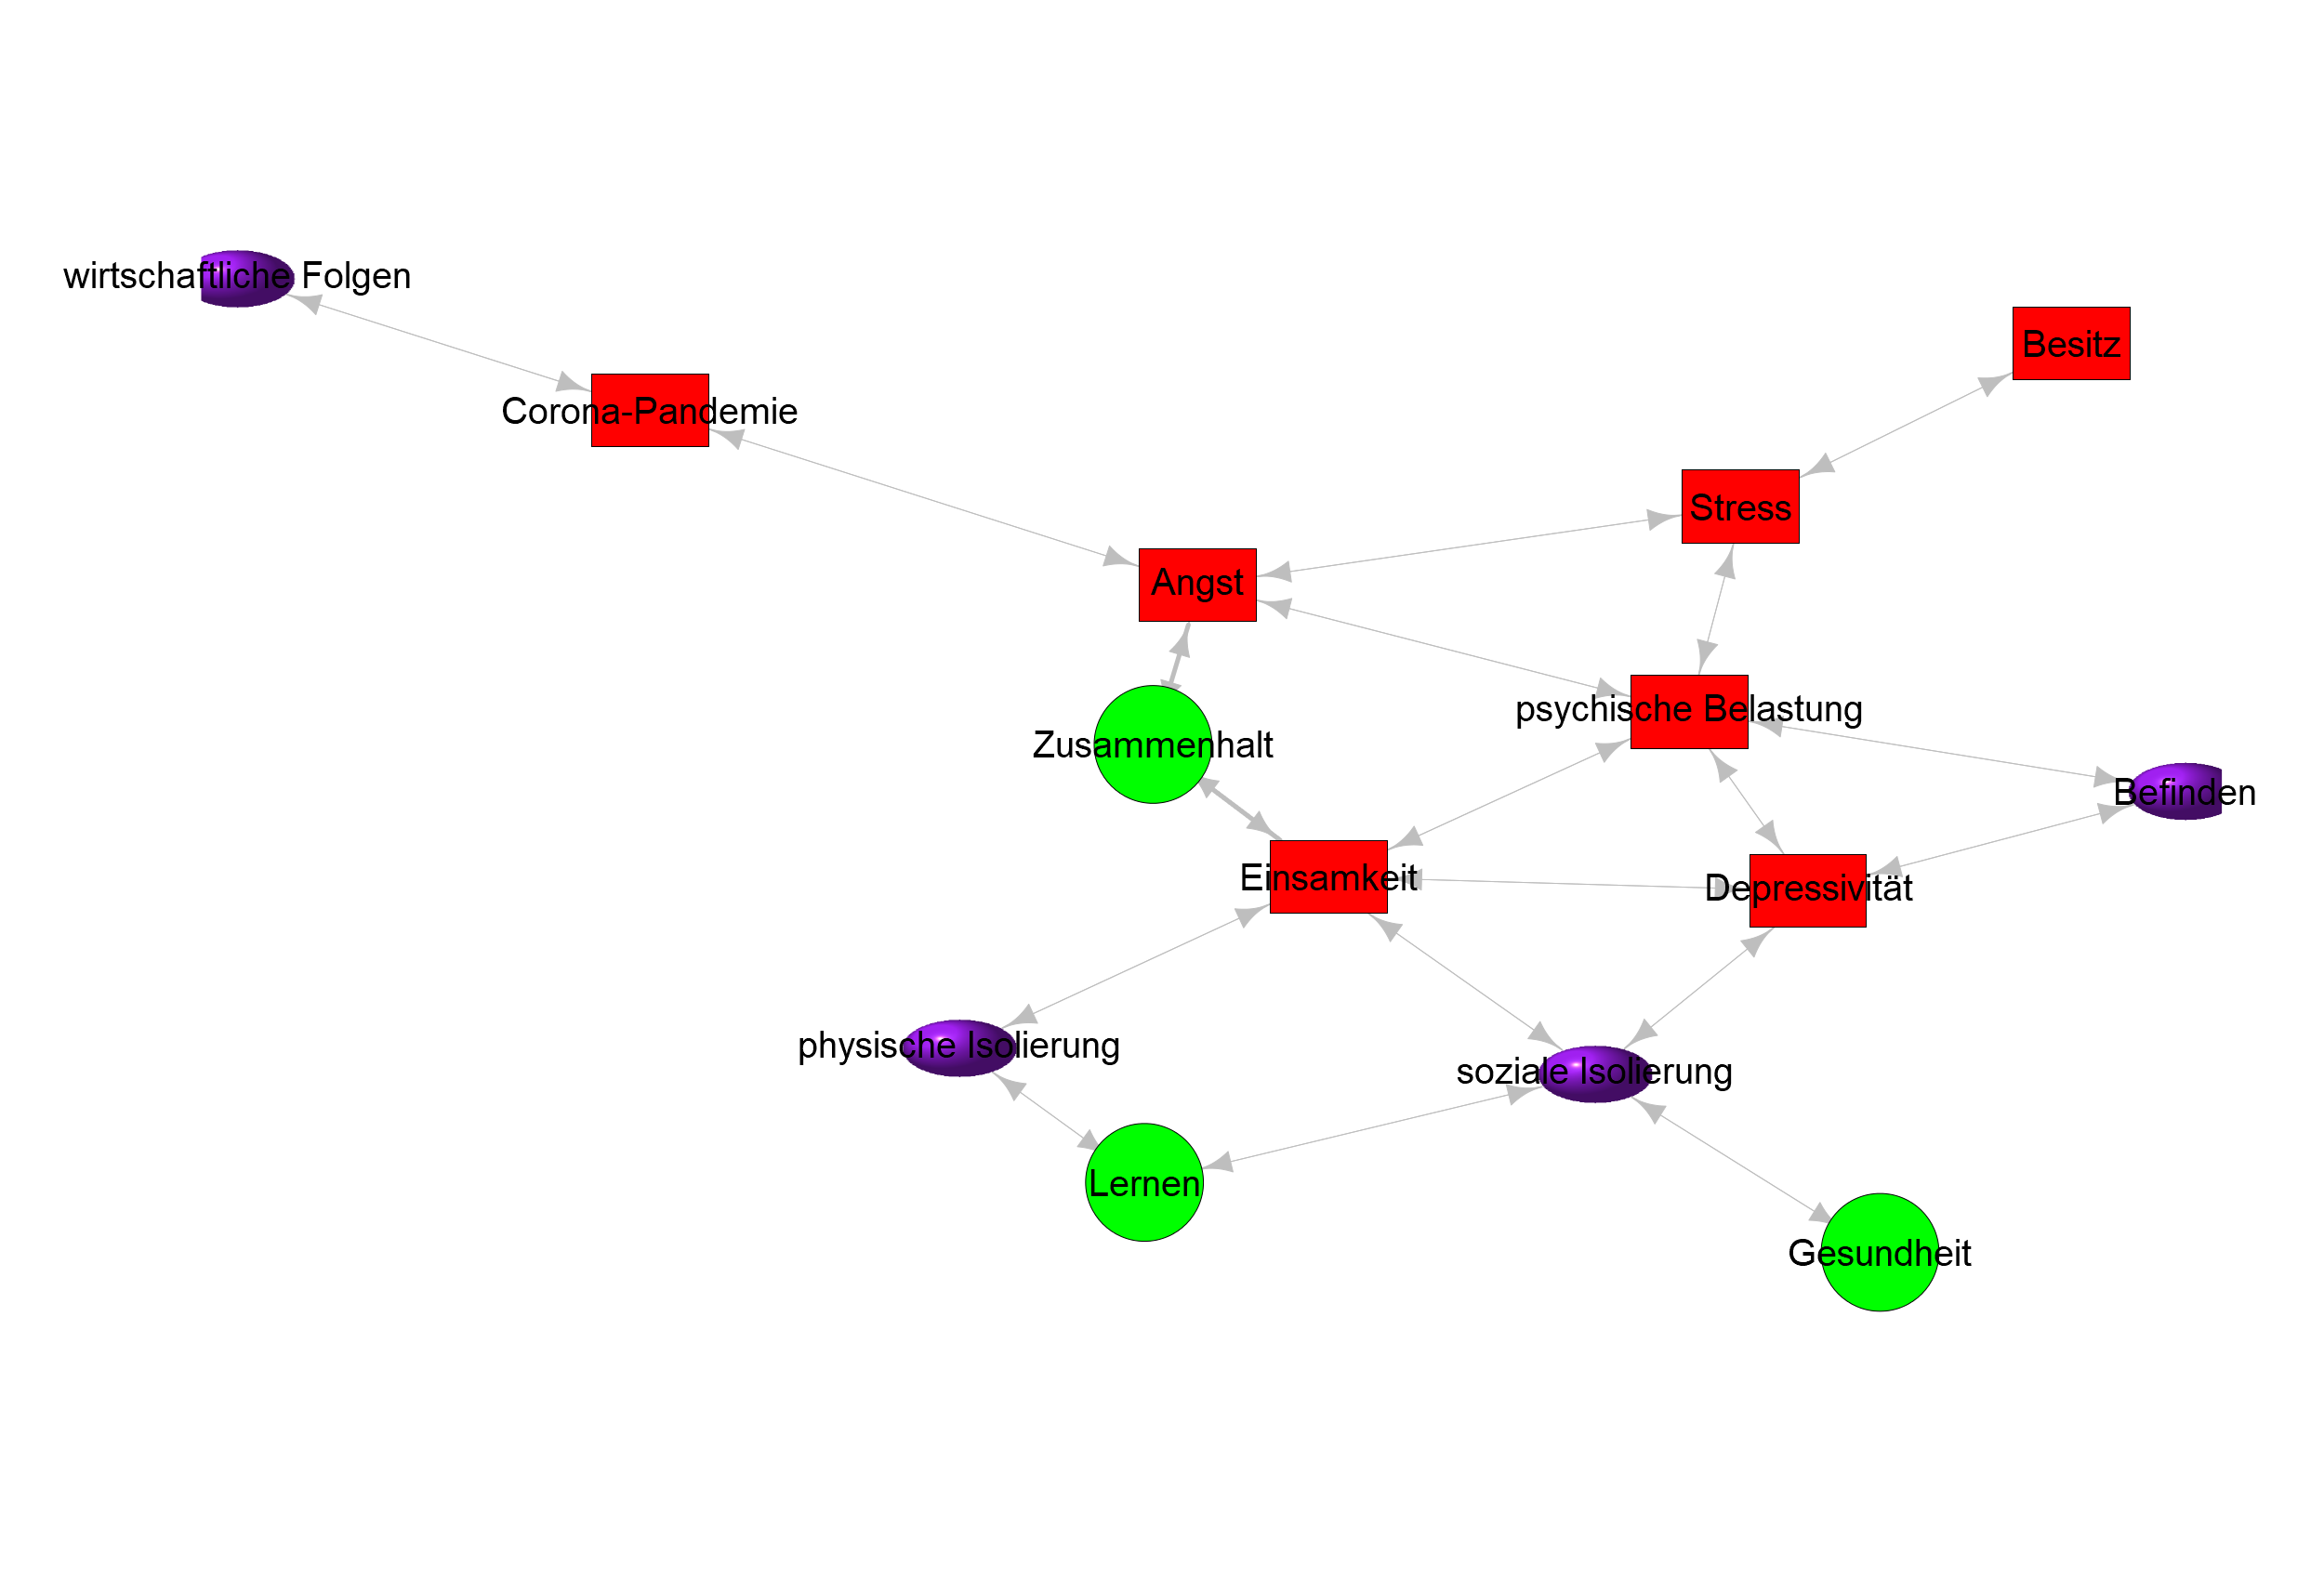 wirtschaftliche Folgen
Besitz
Corona-Pandemie
Stress
Angst
psychische Belastung
Zusammenhalt
Befinden
Einsamkeit
Depressivität
physische Isolierung
soziale Isolierung
Lernen
Gesundheit